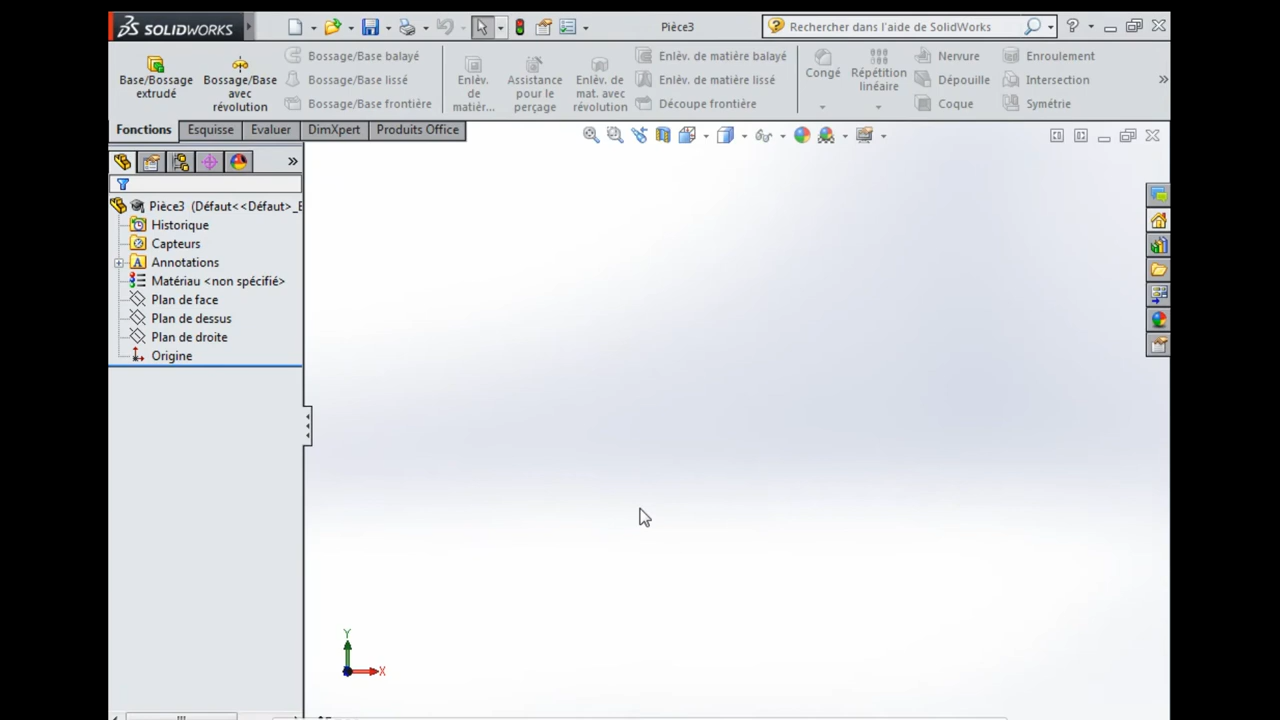 SOLIDWORKS
Pièce3
Rechercher dans l'aide de SolidWorks
?
Base/Bossage extrudé
Bossage/Base avec révolution
Bossage/Base balayé
Bossage/Base lissé
Bossage/Base frontière
Enlèv. de matièr...
Assistance pour le perçage
Enlèv. de mat. avec révolution
Enlèv. de matière balayé
Enlèv. de matière lissé
Découpe frontière
Congé
Répétition linéaire
Nervure
Dépouille
Coque
Enroulement
Intersection
Symétrie
Fonctions
Esquisse
Evaluer
DimXpert
Produits Office
Pièce3 (Défaut<<Défaut>_E
Historique
Capteurs
Annotations
Matériau <non spécifié>
Plan de face
Plan de dessus
Plan de droite
Origine
Y
X